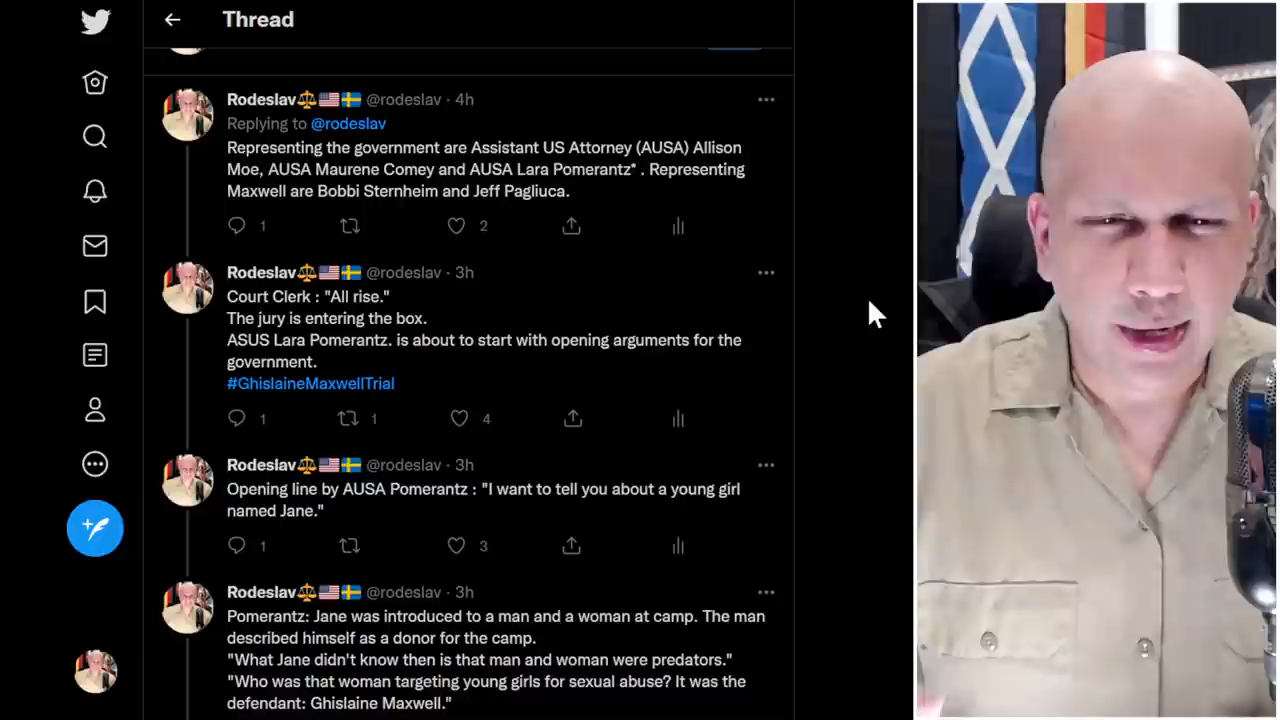 Thread
Rodeslav⚖️🇺🇸🇸🇪 @rodeslav · 4h
Replying to @rodeslav
Representing the government are Assistant US Attorney (AUSA) Allison
Moe, AUSA Maurene Comey and AUSA Lara Pomerantz* . Representing
Maxwell are Bobbi Sternheim and Jeff Pagliuca.
1 2
Rodeslav⚖️🇺🇸🇸🇪 @rodeslav · 3h
Court Clerk : "All rise."
The jury is entering the box.
ASUS Lara Pomerantz. is about to start with opening arguments for the
government.
#GhislaineMaxwellTrial
1 1 4
Rodeslav⚖️🇺🇸🇸🇪 @rodeslav · 3h
Opening line by AUSA Pomerantz : "I want to tell you about a young girl
named Jane."
1 3
Rodeslav⚖️🇺🇸🇸🇪 @rodeslav · 3h
Pomerantz: Jane was introduced to a man and a woman at camp. The man
described himself as a donor for the camp.
"What Jane didn't know then is that man and woman were predators."
"Who was that woman targeting young girls for sexual abuse? It was the
defendant: Ghislaine Maxwell."